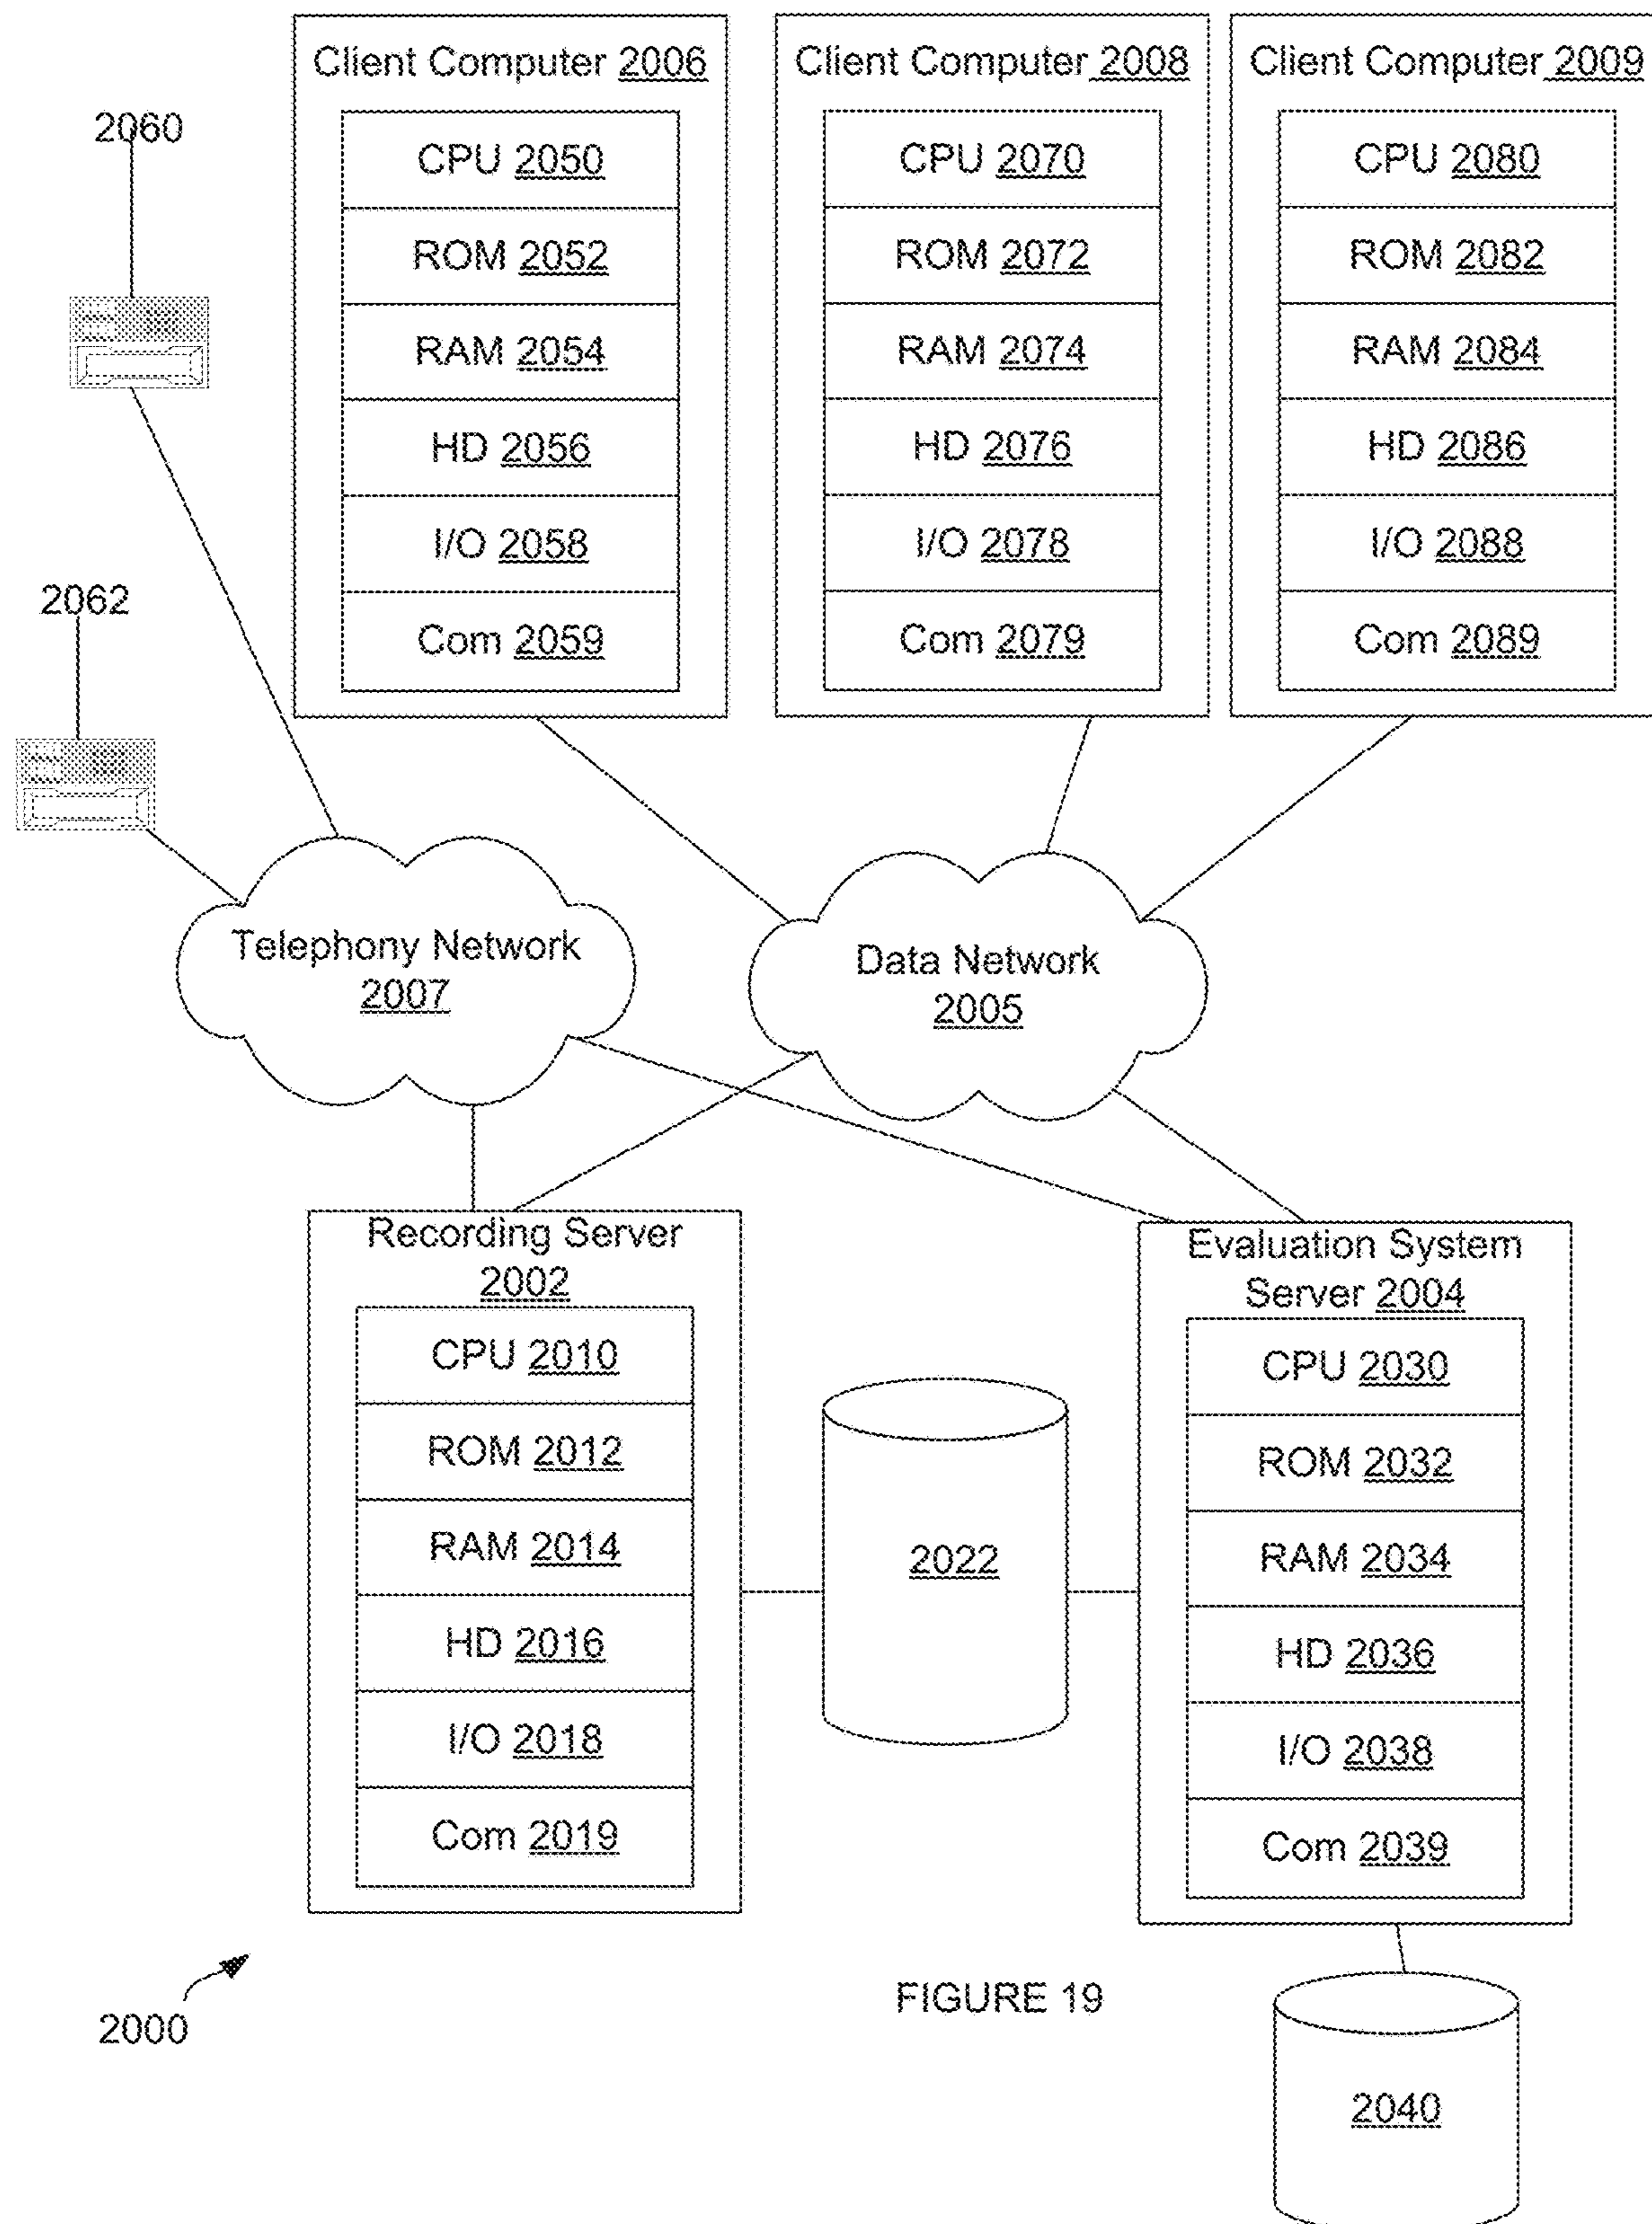 Client Computer 2006
CPU 2050
ROM 2052
RAM 2054
HD 2056
I/O 2058
Com 2059
Client Computer 2008
CPU 2070
ROM 2072
RAM 2074
HD 2076
I/O 2078
Com 2079
Client Computer 2009
CPU 2080
ROM 2082
RAM 2084
HD 2086
I/O 2088
Com 2089
2060
2062
Telephony Network
2007
Data Network
2005
Recording Server
2002
CPU 2010
ROM 2012
RAM 2014
HD 2016
I/O 2018
Com 2019
2022
Evaluation System
Server 2004
CPU 2030
ROM 2032
RAM 2034
HD 2036
I/O 2038
Com 2039
2000
FIGURE 19
2040